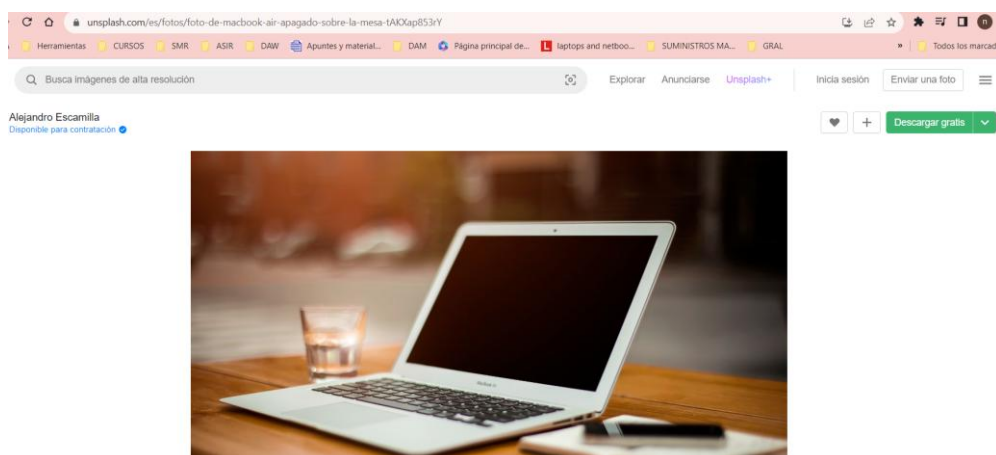 unsplash.com/es/fotos/foto-de-macbook-air-apagado-sobre-la-mesa-tAKXap853rY
Herramientas CURSOS SMR ASIR DAW Apuntes y material... DAM Página principal de... L laptops and netboo... SUMINISTROS MA... GRAL » Todos los marcad
Busca imágenes de alta resolución Explorar Anunciarse Unsplash+ Inicia sesión Enviar una foto
Alejandro Escamilla
Disponible para contratación
Descargar gratis